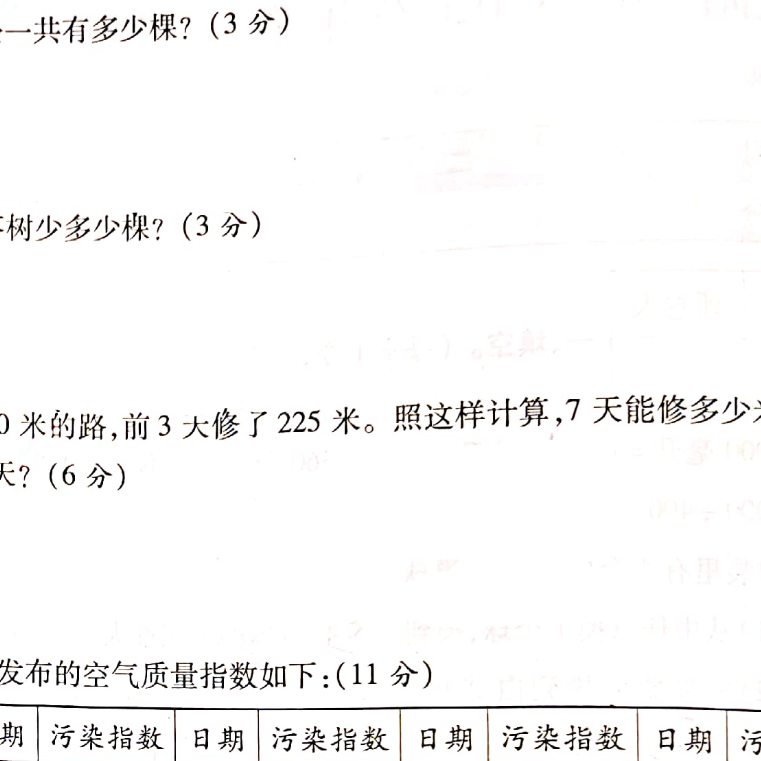 一共有多少棵？(3 分)
树少多少棵？(3 分)
0 米的路,前 3 大修了 225 米。照这样计算,7 天能修多少
天？(6 分)
发布的空气质量指数如下:(11 分)
期 污染指数 日期 污染指数 日期 污染指数 日期 污